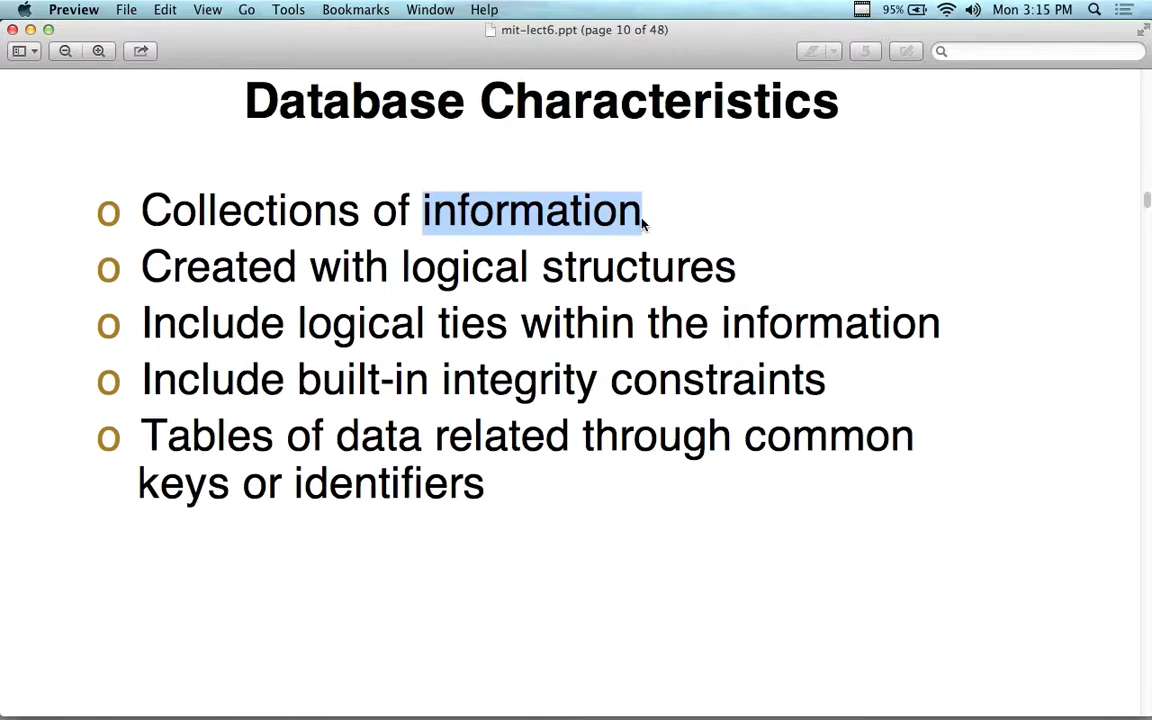 Preview File Edit View Go Tools Bookmarks Window Help 95% Mon 3:15 PM
mit-lect6.ppt (page 10 of 48)
Database Characteristics
o Collections of information
o Created with logical structures
o Include logical ties within the information
o Include built-in integrity constraints
o Tables of data related through common
keys or identifiers